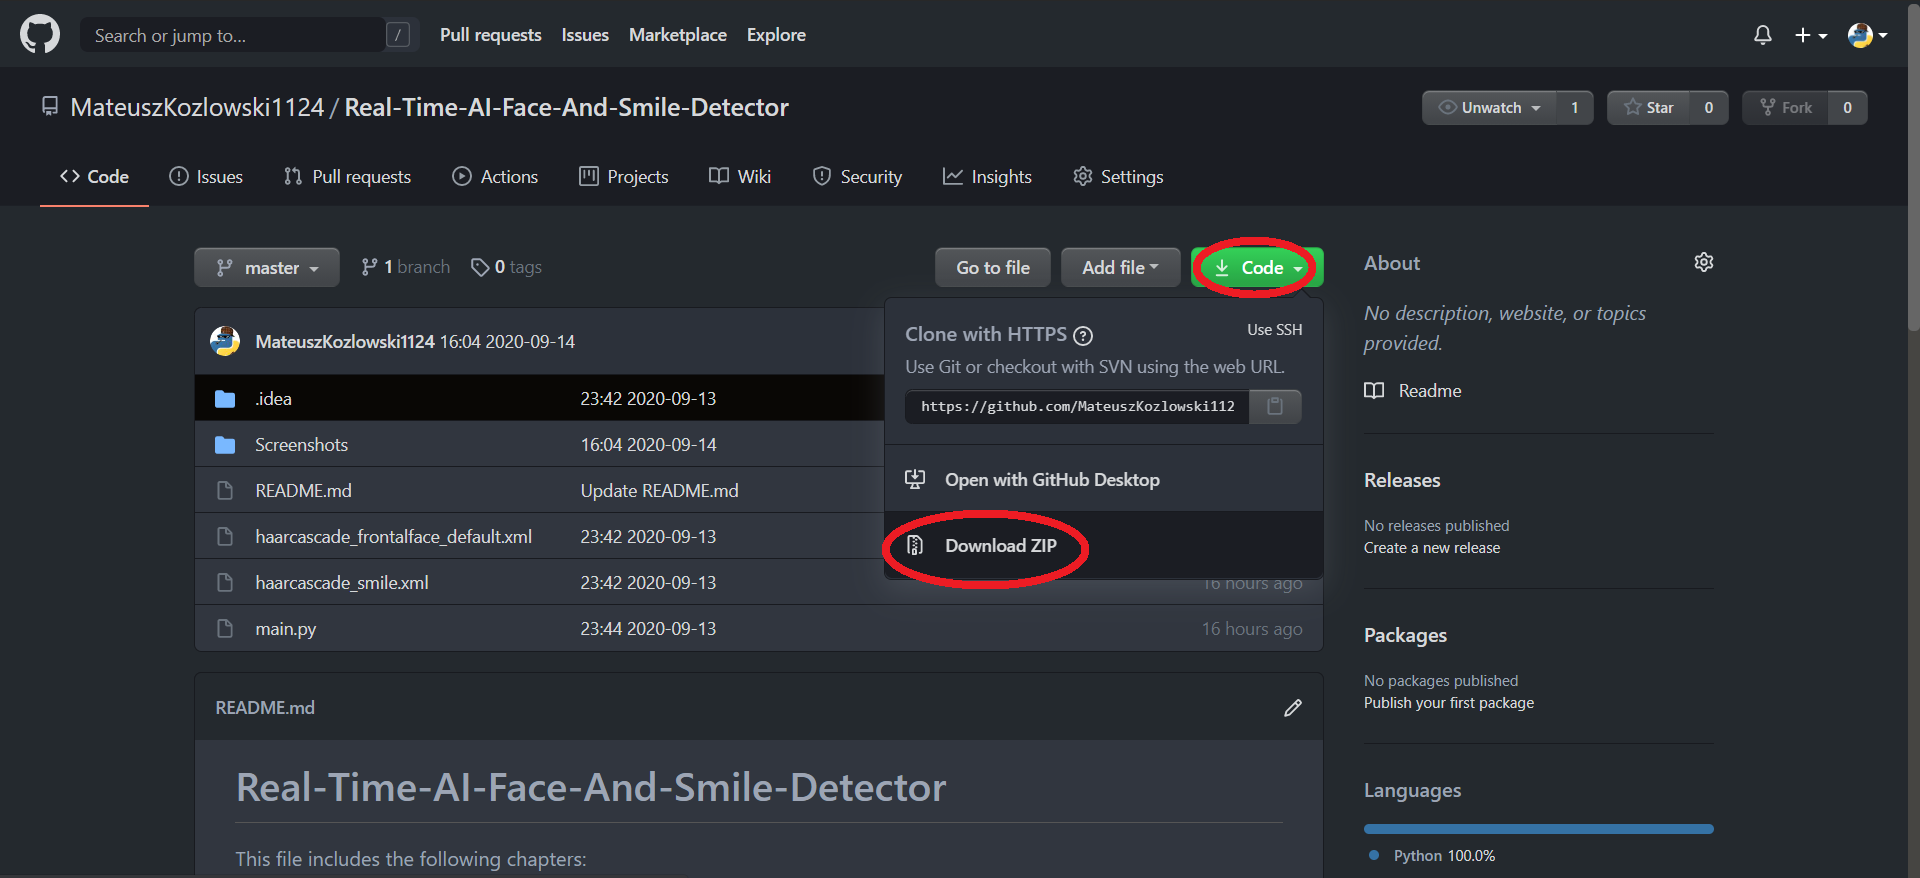 Search or jump to...
/
Pull requests
Issues
Marketplace
Explore
MateuszKozlowski1124 / Real-Time-AI-Face-And-Smile-Detector
Unwatch 1
Star 0
Fork 0
Code
Issues
Pull requests
Actions
Projects
Wiki
Security
Insights
Settings
master
1 branch
0 tags
Go to file
Add file
Code
MateuszKozlowski1124 16:04 2020-09-14
.idea 23:42 2020-09-13
Screenshots 16:04 2020-09-14
README.md Update README.md
haarcascade_frontalface_default.xml 23:42 2020-09-13
haarcascade_smile.xml 23:42 2020-09-13 16 hours ago
main.py 23:44 2020-09-13 16 hours ago
Clone with HTTPS ?
Use SSH
Use Git or checkout with SVN using the web URL.
https://github.com/MateuszKozlowski112
Open with GitHub Desktop
Download ZIP
README.md
Real-Time-AI-Face-And-Smile-Detector
This file includes the following chapters:
About
No description, website, or topics
provided.
Readme
Releases
No releases published
Create a new release
Packages
No packages published
Publish your first package
Languages
Python 100.0%